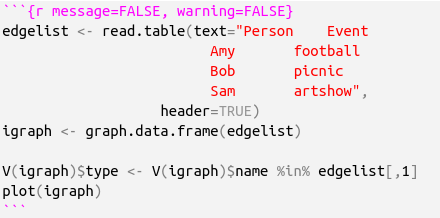 ```{r message=FALSE, warning=FALSE}
edgelist <- read.table(text="Person    Event
                         Amy       football
                         Bob       picnic
                         Sam       artshow",
                   header=TRUE)
igraph <- graph.data.frame(edgelist)

V(igraph)$type <- V(igraph)$name %in% edgelist[,1]
plot(igraph)
```